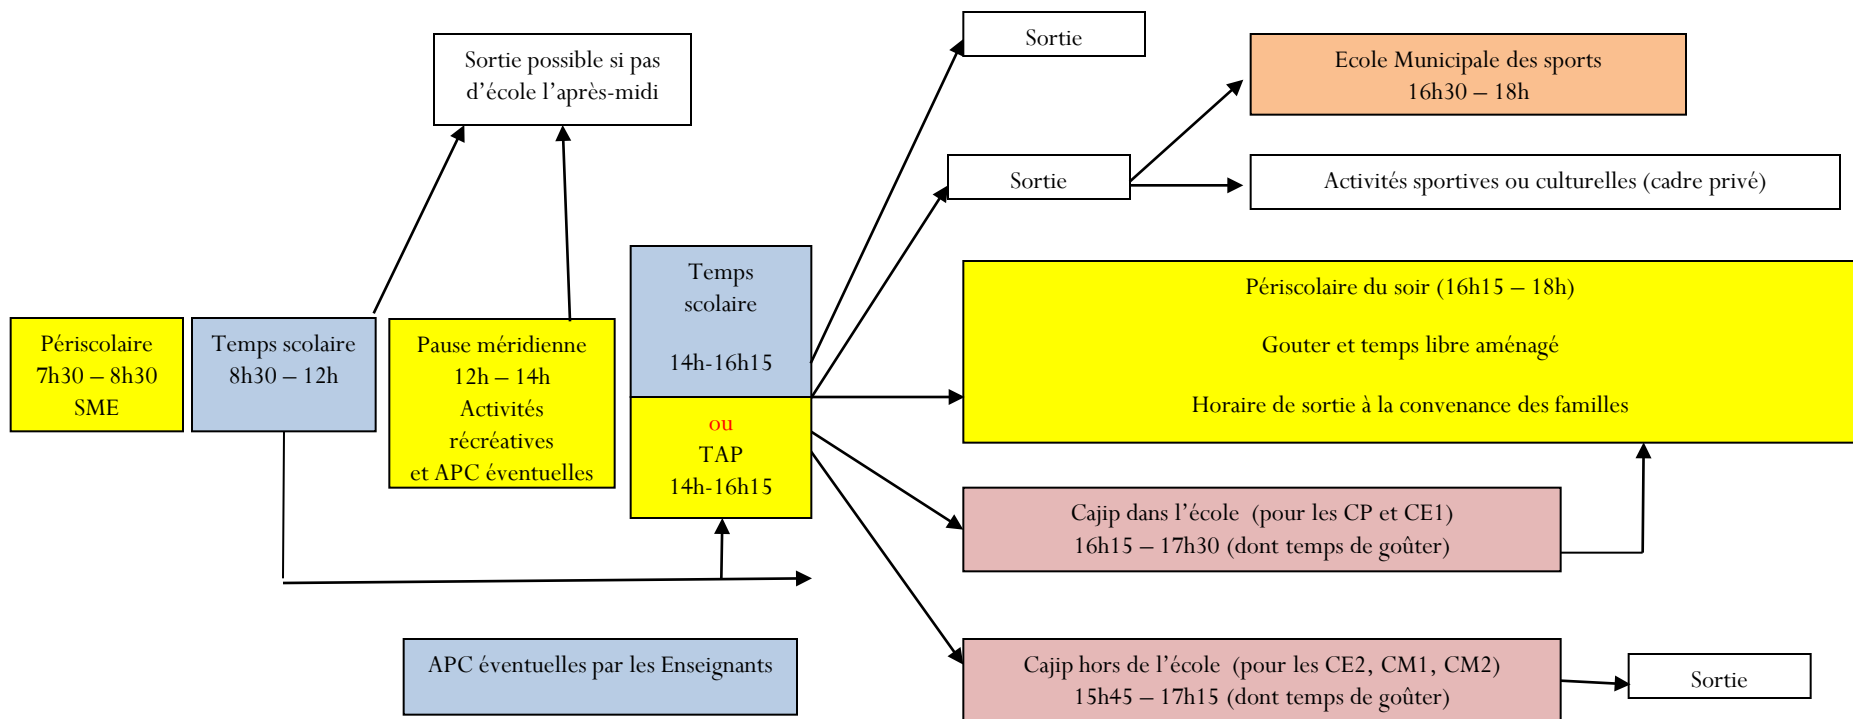 Sortie
Sortie possible si pas
d'école l'après-midi
Ecole Municipale des sports
16h30 – 18h
Sortie
Activités sportives ou culturelles (cadre privé)
Périscolaire
7h30 – 8h30
SME
Temps scolaire
8h30 – 12h
Pause méridienne
12h – 14h
Activités
récréatives
et APC éventuelles
Temps
scolaire
14h-16h15
ou
TAP
14h-16h15
Périscolaire du soir (16h15 – 18h)
Gouter et temps libre aménagé
Horaire de sortie à la convenance des familles
Cajip dans l'école (pour les CP et CE1)
16h15 – 17h30 (dont temps de goûter)
APC éventuelles par les Enseignants
Cajip hors de l'école (pour les CE2, CM1, CM2)
15h45 – 17h15 (dont temps de goûter)
Sortie